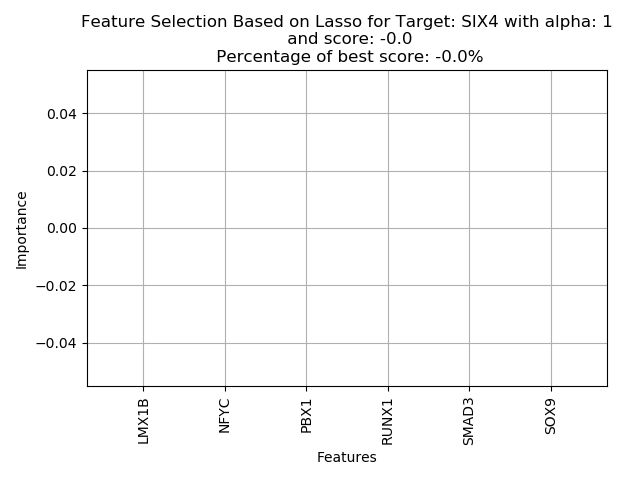 Feature Selection Based on Lasso for Target: SIX4 with alpha: 1
and score: -0.0
Percentage of best score: -0.0%
0.04
0.02
0.00
−0.02
−0.04
Importance
LMX1B
NFYC
PBX1
RUNX1
SMAD3
SOX9
Features